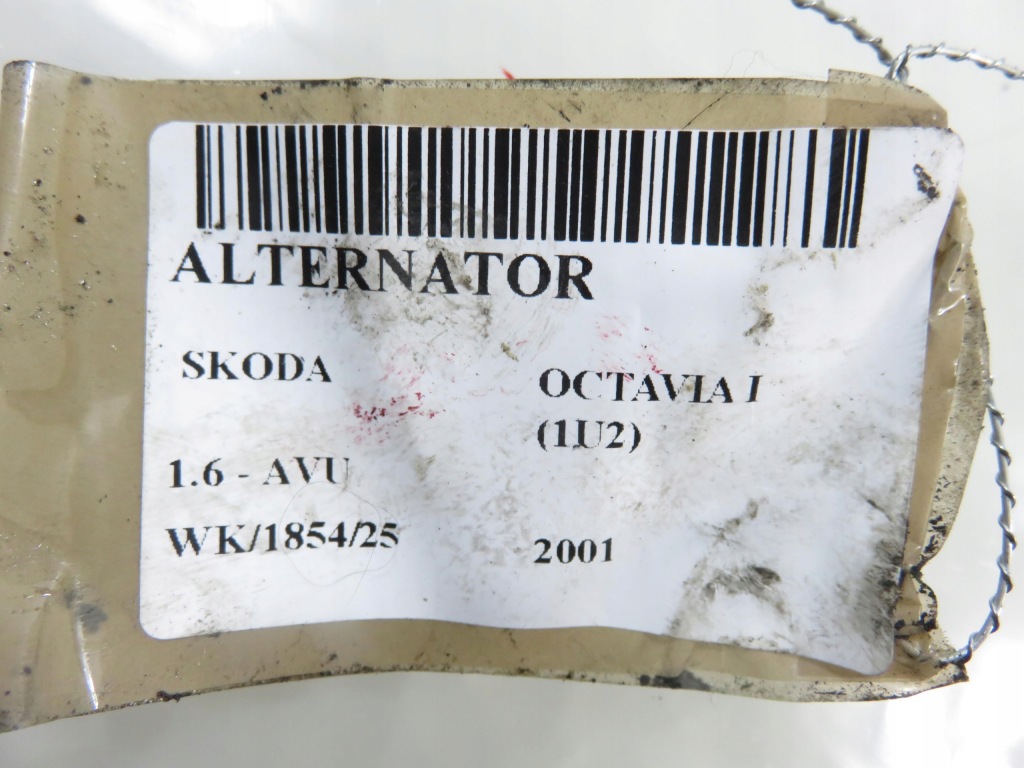 ALTERNATOR
SKODA OCTAVIA I
(1U2)
1.6 - AVU
WK/1854/25 2001